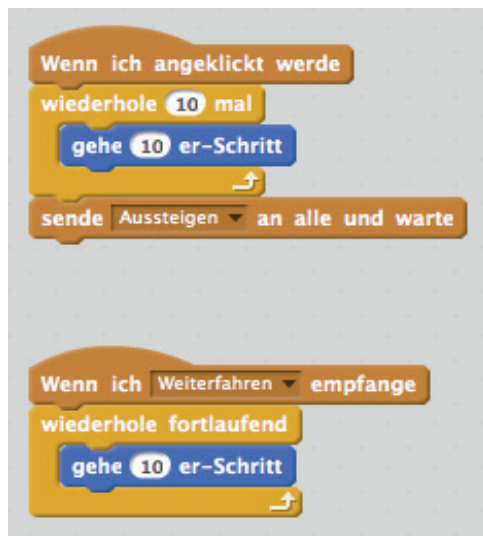 Wenn ich angeklickt werde
wiederhole 10 mal
gehe 10 er-Schritt
sende Aussteigen an alle und warte
Wenn ich Weiterfahren empfange
wiederhole fortlaufend
gehe 10 er-Schritt